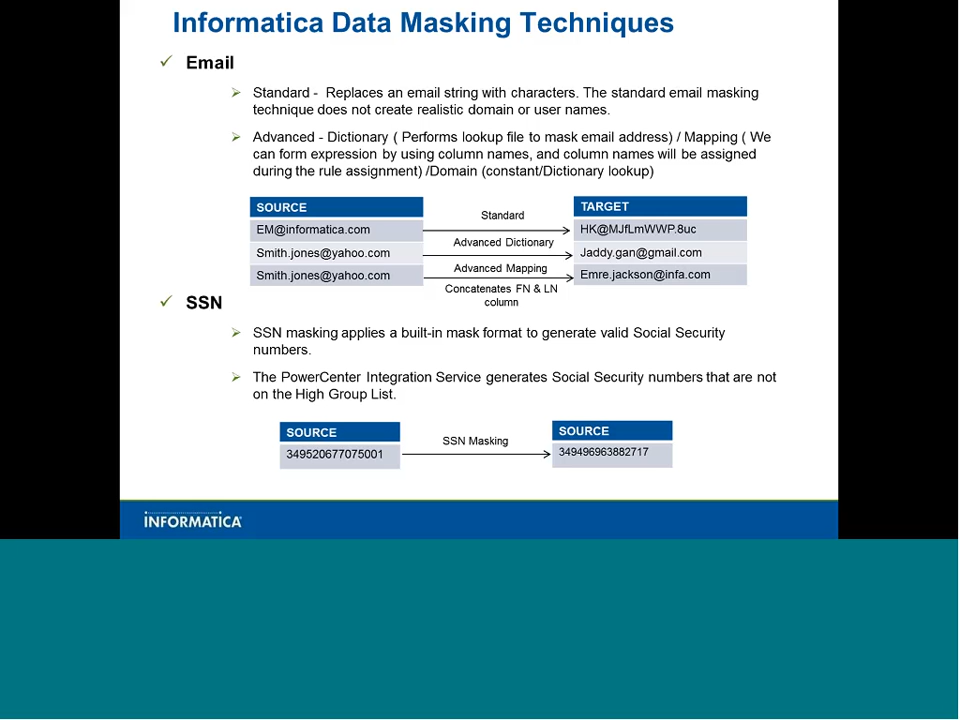 Informatica Data Masking Techniques
✓ Email
➢ Standard - Replaces an email string with characters. The standard email masking
technique does not create realistic domain or user names.
➢ Advanced - Dictionary ( Performs lookup file to mask email address) / Mapping ( We
can form expression by using column names, and column names will be assigned
during the rule assignment) /Domain (constant/Dictionary lookup)
SOURCE
EM@informatica.com
Smith.jones@yahoo.com
Smith.jones@yahoo.com
Standard
Advanced Dictionary
Advanced Mapping
Concatenates FN & LN
column
TARGET
HK@MJfLmWWP.8uc
Jaddy.gan@gmail.com
Emre.jackson@infa.com
✓ SSN
➢ SSN masking applies a built-in mask format to generate valid Social Security
numbers.
➢ The PowerCenter Integration Service generates Social Security numbers that are not
on the High Group List.
SOURCE
349520677075001
SSN Masking
SOURCE
349496963882717
INFORMATICA